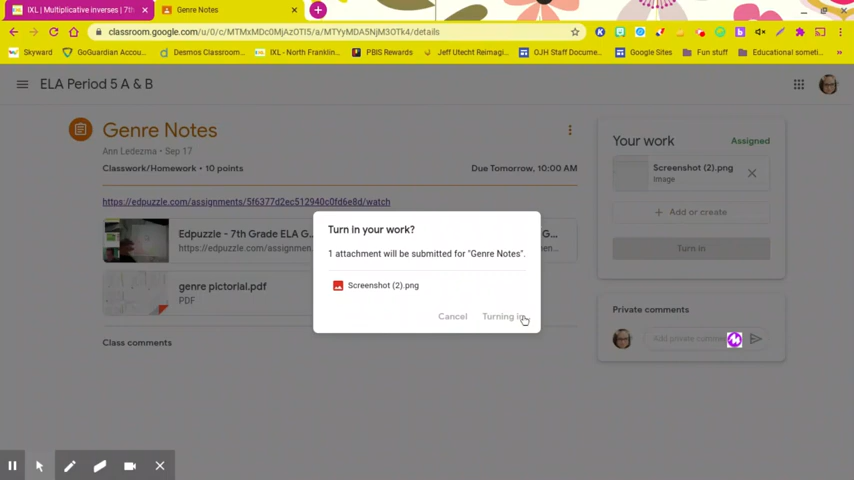 IXL | Multiplicative inverses | 7th
Genre Notes
classroom.google.com/u/0/c/MTMxMDc0MjAzOTI5/a/MTYyMDA5NjM3OTk4/details
Skyward
GoGuardian Accou...
Desmos Classroom...
IXL - North Franklin...
PBIS Rewards
Jeff Utecht Reimagi...
OJH Staff Docume...
Google Sites
Fun stuff
Educational someti...
ELA Period 5 A & B
Genre Notes
Ann Ledezma • Sep 17
Classwork/Homework • 10 points
Due Tomorrow, 10:00 AM
https://edpuzzle.com/assignments/5f6377d2ec512940c0fd6e8d/watch
Edpuzzle - 7th Grade ELA G...
https://edpuzzle.com/assignmen...
genre pictorial.pdf
PDF
Class comments
Your work
Assigned
Screenshot (2).png
Image
+ Add or create
Turn in
Private comments
Add private commen
Turn in your work?
1 attachment will be submitted for "Genre Notes".
Screenshot (2).png
Cancel
Turning in